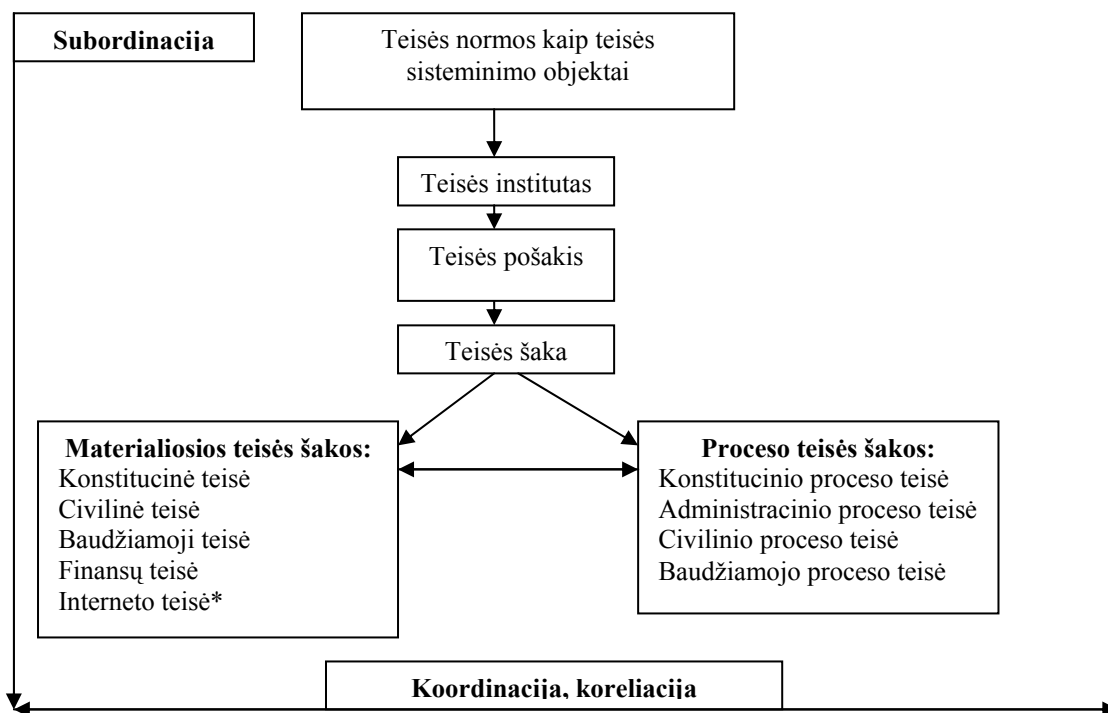 Subordinacija
Teisės normos kaip teisės
sisteminimo objektai
Teisės institutas
Teisės pošakis
Teisės šaka
Materialiosios teisės šakos:
Konstitucinė teisė
Civilinė teisė
Baudžiamoji teisė
Finansų teisė
Interneto teisė*
Proceso teisės šakos:
Konstitucinio proceso teisė
Administracinio proceso teisė
Civilinio proceso teisė
Baudžiamojo proceso teisė
Koordinacija, koreliacija